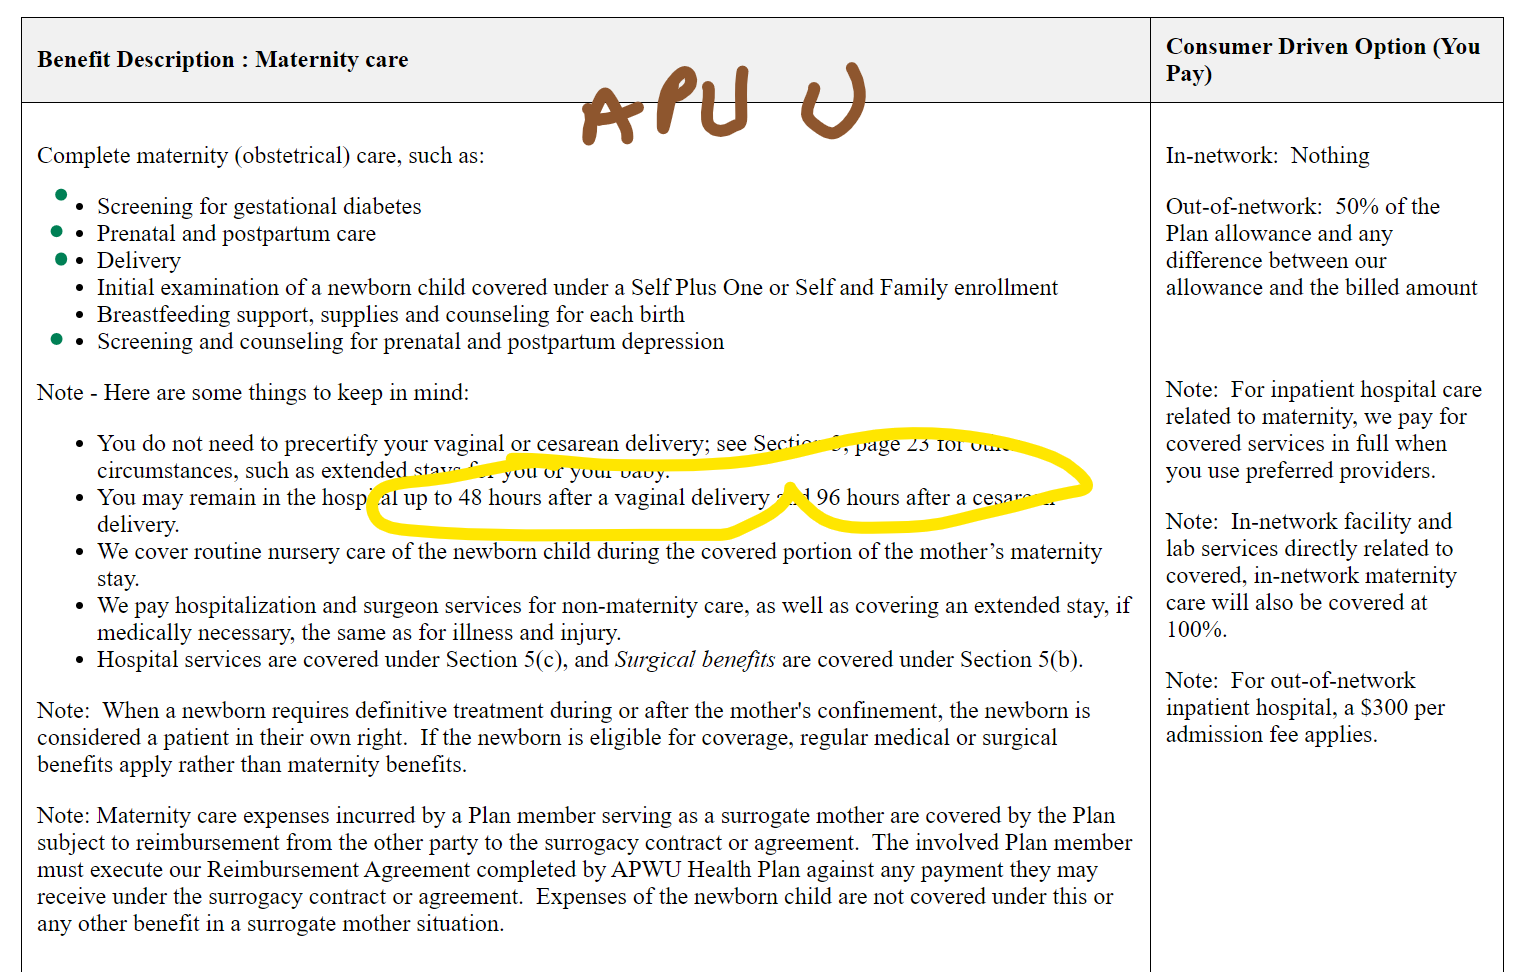 Benefit Description : Maternity care
Consumer Driven Option (You
Pay)
APU U
Complete maternity (obstetrical) care, such as:
• Screening for gestational diabetes
• Prenatal and postpartum care
• Delivery
• Initial examination of a newborn child covered under a Self Plus One or Self and Family enrollment
• Breastfeeding support, supplies and counseling for each birth
• Screening and counseling for prenatal and postpartum depression
Note - Here are some things to keep in mind:
• You do not need to precertify your vaginal or cesarean delivery; see Section 3, page 23 for other
circumstances, such as extended stays for you or your baby.
• You may remain in the hospital up to 48 hours after a vaginal delivery and 96 hours after a cesarean
delivery.
• We cover routine nursery care of the newborn child during the covered portion of the mother’s maternity
stay.
• We pay hospitalization and surgeon services for non-maternity care, as well as covering an extended stay, if
medically necessary, the same as for illness and injury.
• Hospital services are covered under Section 5(c), and Surgical benefits are covered under Section 5(b).
Note:  When a newborn requires definitive treatment during or after the mother's confinement, the newborn is
considered a patient in their own right.  If the newborn is eligible for coverage, regular medical or surgical
benefits apply rather than maternity benefits.
Note: Maternity care expenses incurred by a Plan member serving as a surrogate mother are covered by the Plan
subject to reimbursement from the other party to the surrogacy contract or agreement.  The involved Plan member
must execute our Reimbursement Agreement completed by APWU Health Plan against any payment they may
receive under the surrogacy contract or agreement.  Expenses of the newborn child are not covered under this or
any other benefit in a surrogate mother situation.
In-network:  Nothing
Out-of-network:  50% of the
Plan allowance and any
difference between our
allowance and the billed amount
Note:  For inpatient hospital care
related to maternity, we pay for
covered services in full when
you use preferred providers.
Note:  In-network facility and
lab services directly related to
covered, in-network maternity
care will also be covered at
100%.
Note:  For out-of-network
inpatient hospital, a $300 per
admission fee applies.